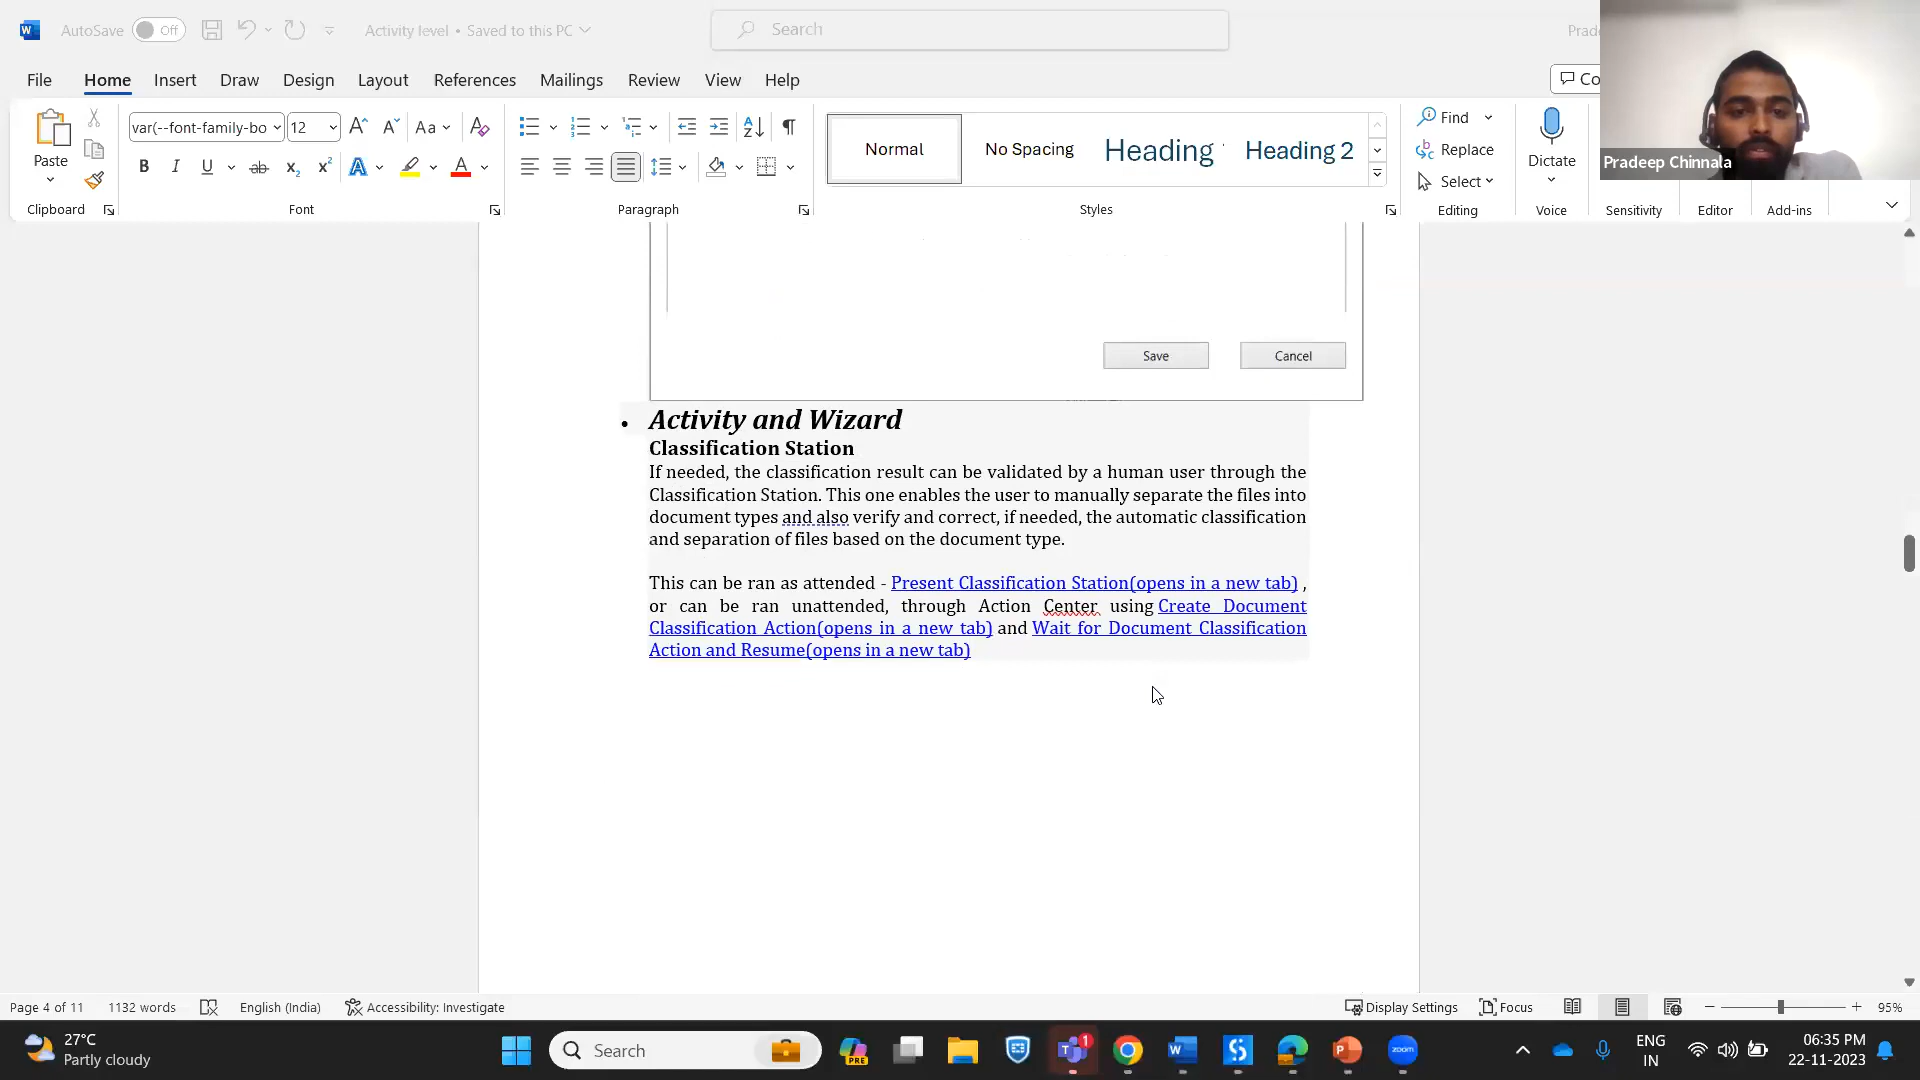 AutoSave Off Activity level • Saved to this PC Search
File Home Insert Draw Design Layout References Mailings Review View Help
var(--font-family-bo 12 Aa Find
Paste Normal No Spacing Heading Heading 2 Replace Dictate
Select
Pradeep Chinnala
Clipboard Font Paragraph Styles Editing Voice Sensitivity Editor Add-ins
Save Cancel
• Activity and Wizard
Classification Station
If needed, the classification result can be validated by a human user through the
Classification Station. This one enables the user to manually separate the files into
document types and also verify and correct, if needed, the automatic classification
and separation of files based on the document type.
This can be ran as attended - Present Classification Station(opens in a new tab) ,
or can be ran unattended, through Action Center using Create Document
Classification Action(opens in a new tab) and Wait for Document Classification
Action and Resume(opens in a new tab)
Page 4 of 11 1132 words English (India) Accessibility: Investigate Display Settings Focus 95%
27°C
Partly cloudy
Search
PRE
1
zoom
ENG
IN
06:35 PM
22-11-2023